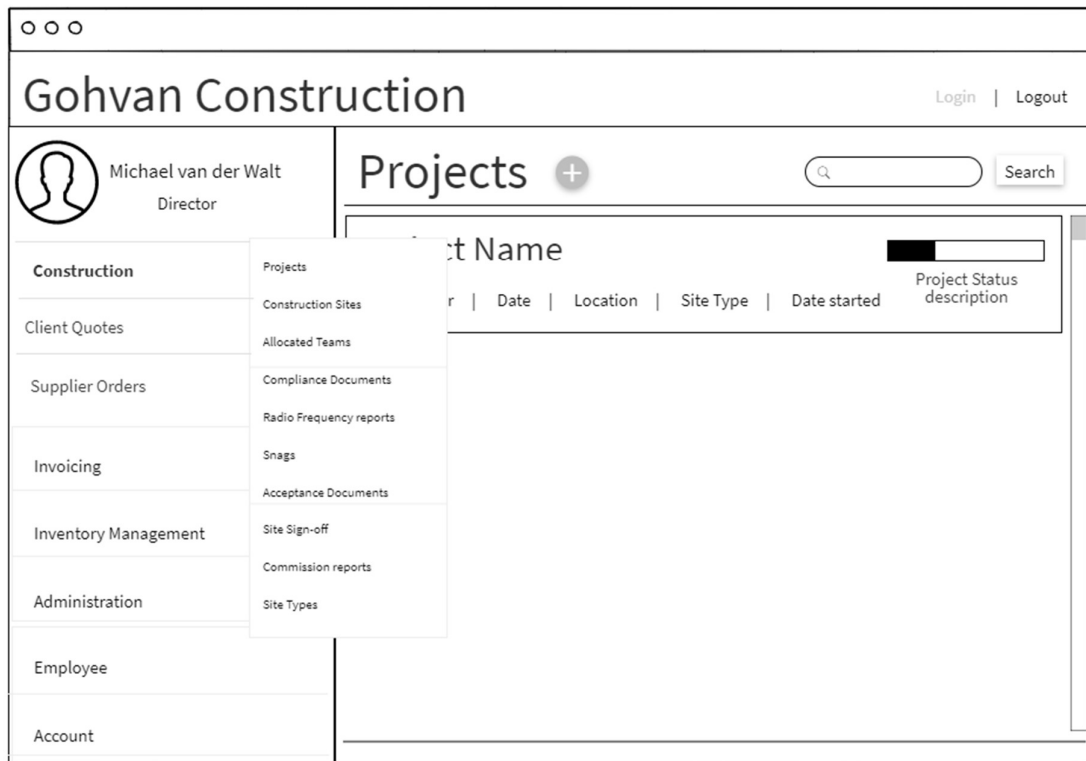 Gohvan Construction
Login | Logout
Michael van der Walt
Director
Construction
Client Quotes
Supplier Orders
Invoicing
Inventory Management
Administration
Employee
Account
Projects
Construction Sites
Allocated Teams
Compliance Documents
Radio Frequency reports
Snags
Acceptance Documents
Site Sign-off
Commission reports
Site Types
Projects +
Search
Name
| Date | Location | Site Type | Date started
Project Status
description